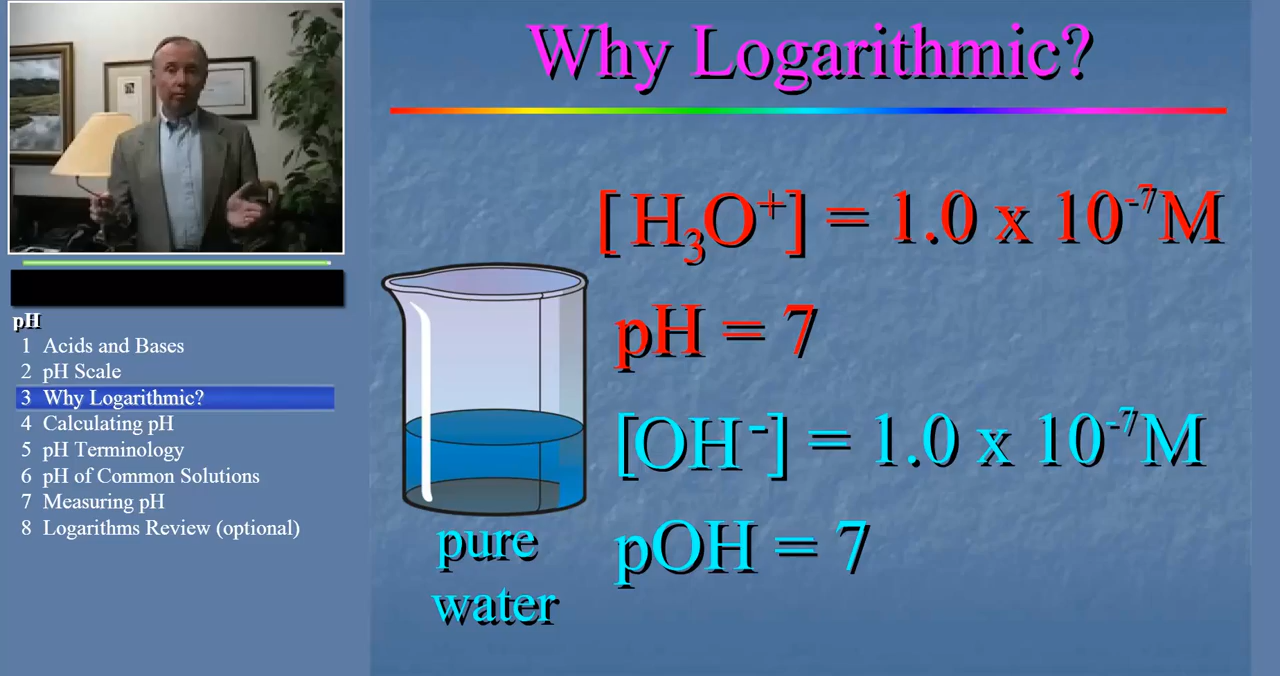 Why Logarithmic?
[H₃O⁺] = 1.0 x 10⁻⁷M
pH = 7
[OH⁻] = 1.0 x 10⁻⁷M
pOH = 7
pure
water
pH
1 Acids and Bases
2 pH Scale
3 Why Logarithmic?
4 Calculating pH
5 pH Terminology
6 pH of Common Solutions
7 Measuring pH
8 Logarithms Review (optional)